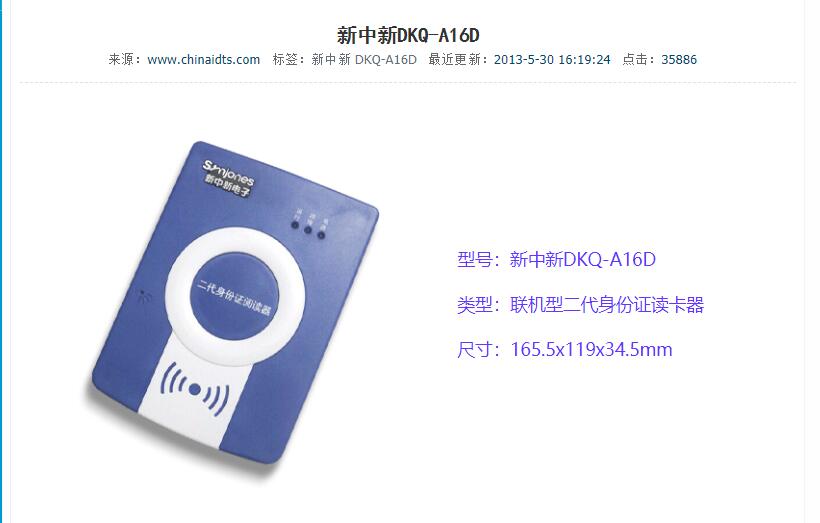 新中新DKQ-A16D
来源：www.chinaidts.com 标签：新中新 DKQ-A16D 最近更新：2013-5-30 16:19:24 点击：35886
Synjones
新中新电子
二代身份证阅读器
型号：新中新DKQ-A16D
类型：联机型二代身份证读卡器
尺寸：165.5x119x34.5mm